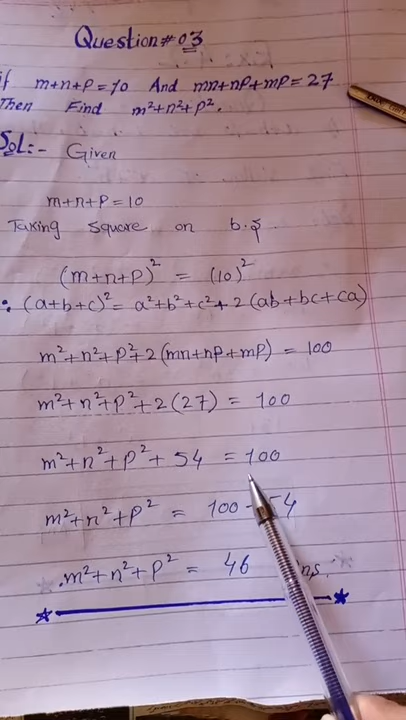 Question#03
if m+n+p=10 And mn+np+mp=27
Then Find m²+n²+p².
Sol:- Given
m+n+p=10
Taking square on b.s
(m+n+p)² = (10)²
∵ (a+b+c)² = a²+b²+c²+2(ab+bc+ca)
m²+n²+p²+2(mn+np+mp) = 100
m²+n²+p²+2(27) = 100
m²+n²+p²+54 = 100
m²+n²+p² = 100-54
m²+n²+p² = 46